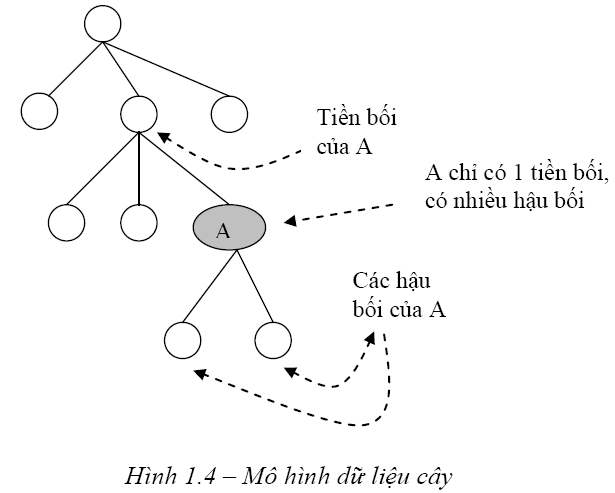 Tiền bối
của A
A chỉ có 1 tiền bối,
có nhiều hậu bối
A
Các hậu
bối của A
Hình 1.4 – Mô hình dữ liệu cây